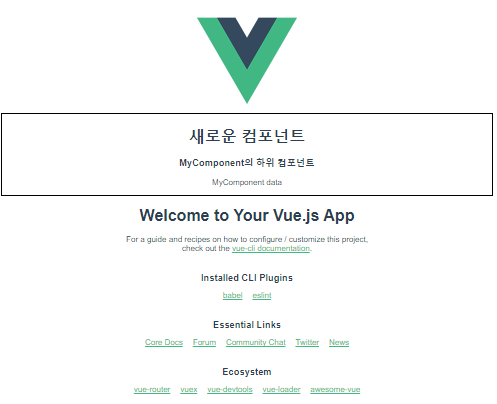 새로운 컴포넌트
MyComponent의 하위 컴포넌트
MyComponent data
Welcome to Your Vue.js App
For a guide and recipes on how to configure / customize this project,
check out the vue-cli documentation.
Installed CLI Plugins
babel eslint
Essential Links
Core Docs Forum Community Chat Twitter News
Ecosystem
vue-router vuex vue-devtools vue-loader awesome-vue